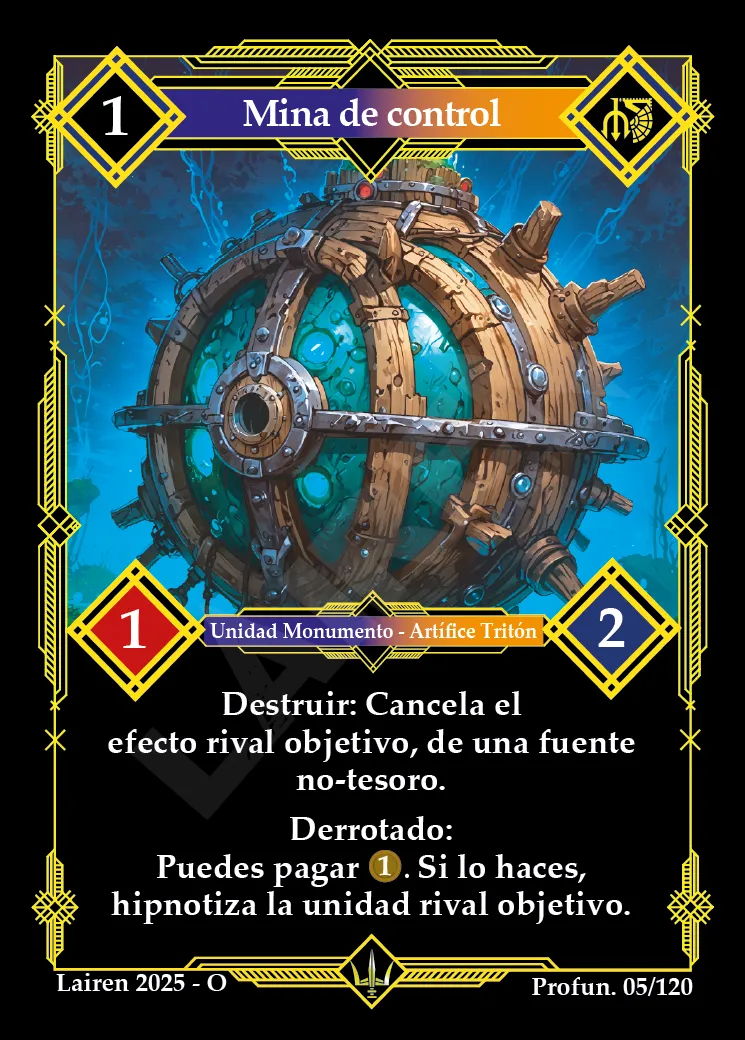 1
Mina de control
1
Unidad Monumento - Artífice Tritón
2
Destruir: Cancela el
efecto rival objetivo, de una fuente
no-tesoro.
Derrotado:
Puedes pagar 1. Si lo haces,
hipnotiza la unidad rival objetivo.
Lairen 2025 - O
Profun. 05/120